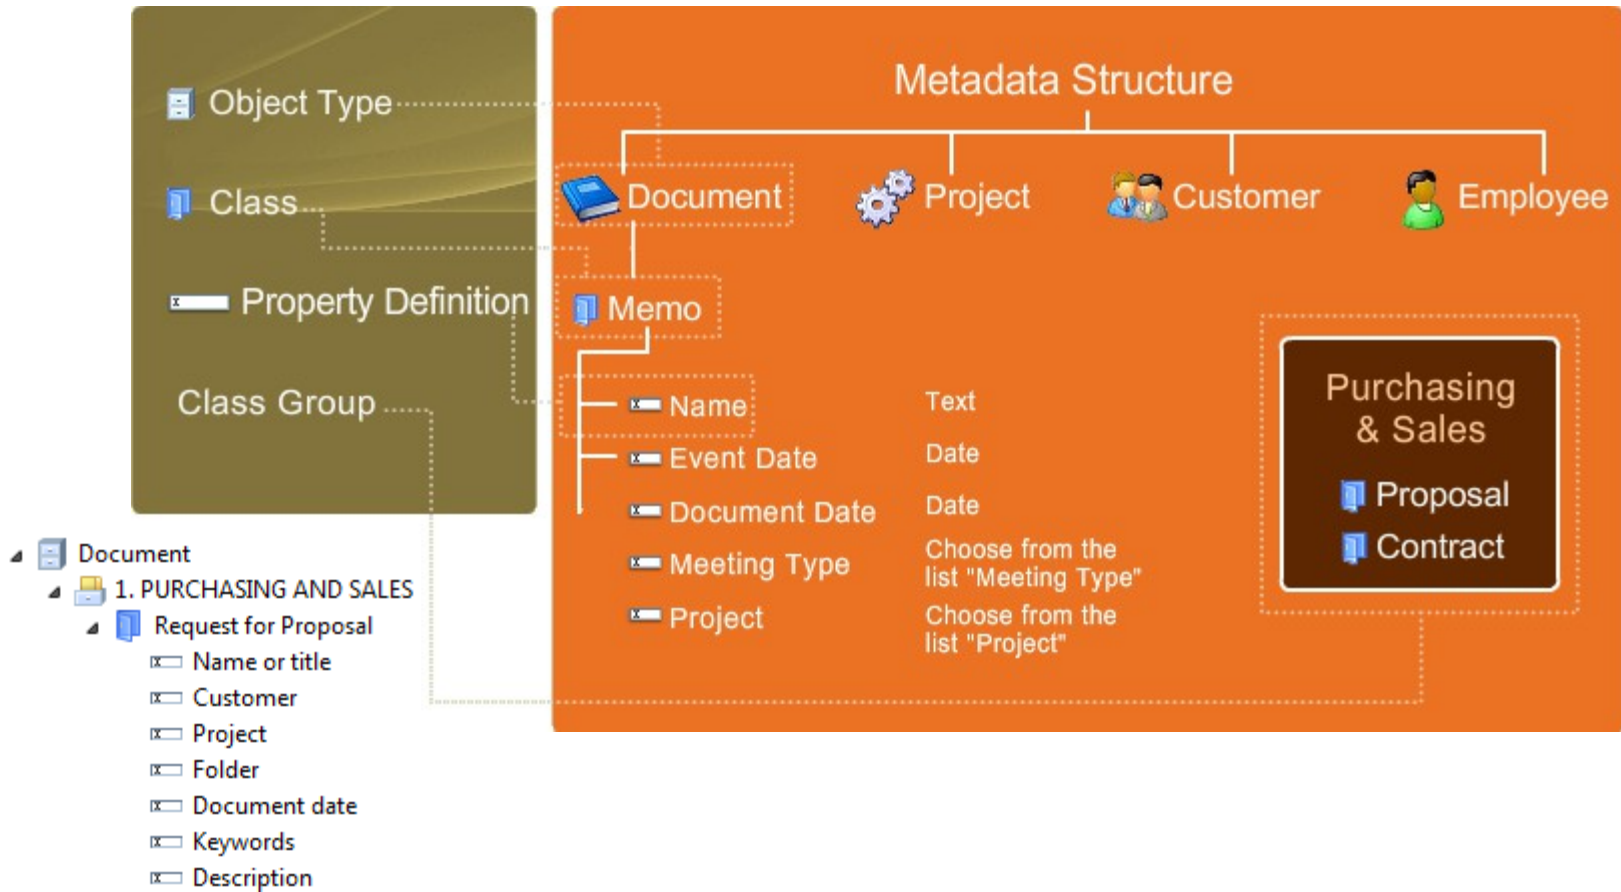 Object Type
Class
Property Definition
Class Group
Metadata Structure
Document
Project
Customer
Employee
Memo
Name
Text
Event Date
Date
Document Date
Date
Meeting Type
Choose from the
list "Meeting Type"
Project
Choose from the
list "Project"
Purchasing
& Sales
Proposal
Contract
Document
1. PURCHASING AND SALES
Request for Proposal
Name or title
Customer
Project
Folder
Document date
Keywords
Description